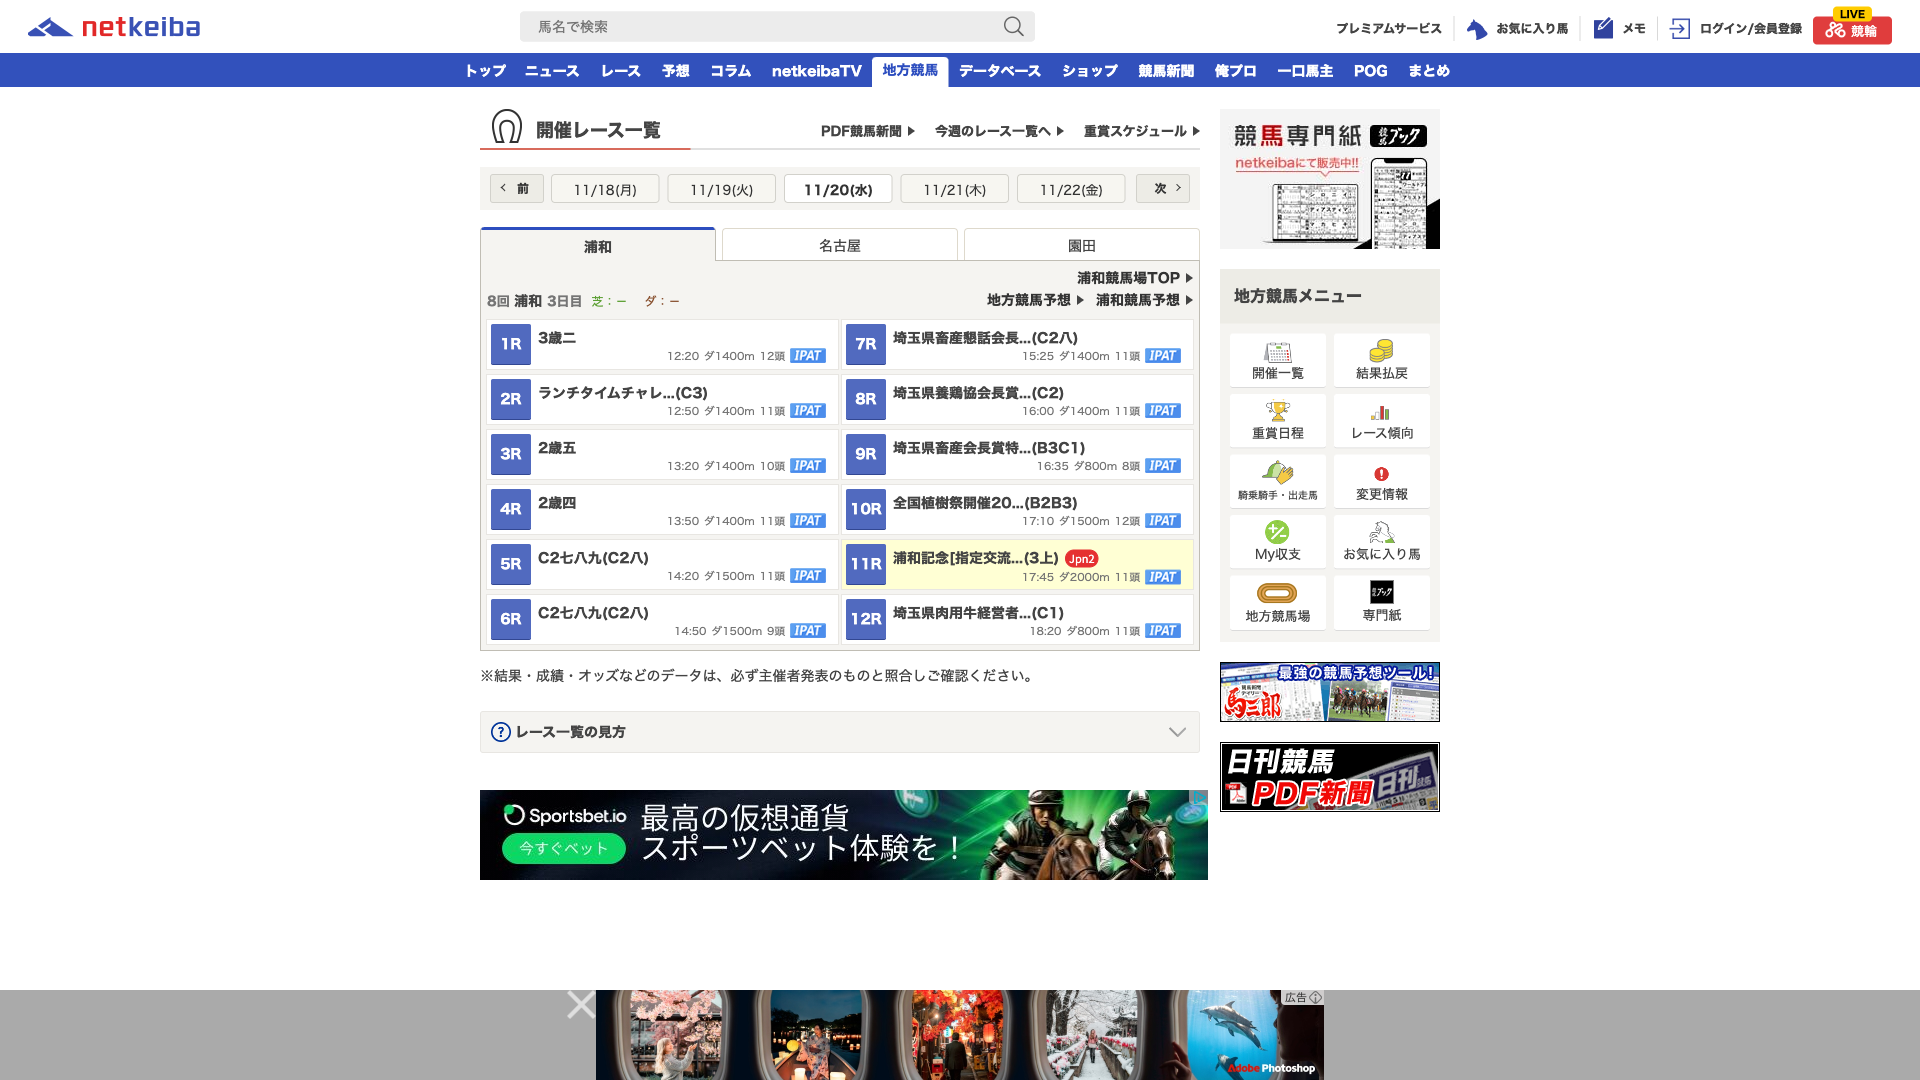 netkeiba
馬名で検索
プレミアムサービス
お気に入り馬
メモ
ログイン/会員登録
LIVE
競輪
トップ ニュース レース 予想 コラム netkeibaTV 地方競馬 データベース ショップ 競馬新聞 俺プロ 一口馬主 POG まとめ
開催レース一覧
PDF競馬新聞
今週のレース一覧へ
重賞スケジュール
前
11/18(月)
11/19(火)
11/20(水)
11/21(木)
11/22(金)
次
浦和
名古屋
園田
浦和競馬場TOP
8回 浦和 3日目 芝:－ ダ:－
地方競馬予想
浦和競馬予想
1R
3歳二
12:20 ダ1400m 12頭 IPAT
2R
ランチタイムチャレ...(C3)
12:50 ダ1400m 11頭 IPAT
3R
2歳五
13:20 ダ1400m 10頭 IPAT
4R
2歳四
13:50 ダ1400m 11頭 IPAT
5R
C2七八九(C2八)
14:20 ダ1500m 11頭 IPAT
6R
C2七八九(C2八)
14:50 ダ1500m 9頭 IPAT
7R
埼玉県畜産懇話会長...(C2八)
15:25 ダ1400m 11頭 IPAT
8R
埼玉県養鶏協会長賞...(C2)
16:00 ダ1400m 11頭 IPAT
9R
埼玉県畜産会長賞特...(B3C1)
16:35 ダ800m 8頭 IPAT
10R
全国植樹祭開催20...(B2B3)
17:10 ダ1500m 12頭 IPAT
11R
浦和記念[指定交流...(3上) Jpn2
17:45 ダ2000m 11頭 IPAT
12R
埼玉県肉用牛経営者...(C1)
18:20 ダ800m 11頭 IPAT
※結果・成績・オッズなどのデータは、必ず主催者発表のものと照合しご確認ください。
? レース一覧の見方
Sportsbet.io
今すぐベット
最高の仮想通貨
スポーツベット体験を！
競馬専門紙 競馬ブック
netkeibaにて販売中!!
地方競馬メニュー
開催一覧
結果払戻
重賞日程
レース傾向
騎乗騎手・出走馬
変更情報
My収支
お気に入り馬
地方競馬場
専門紙
最強の競馬予想ツール!
馬三郎
日刊競馬
PDF新聞
日刊
広告
Adobe Photoshop